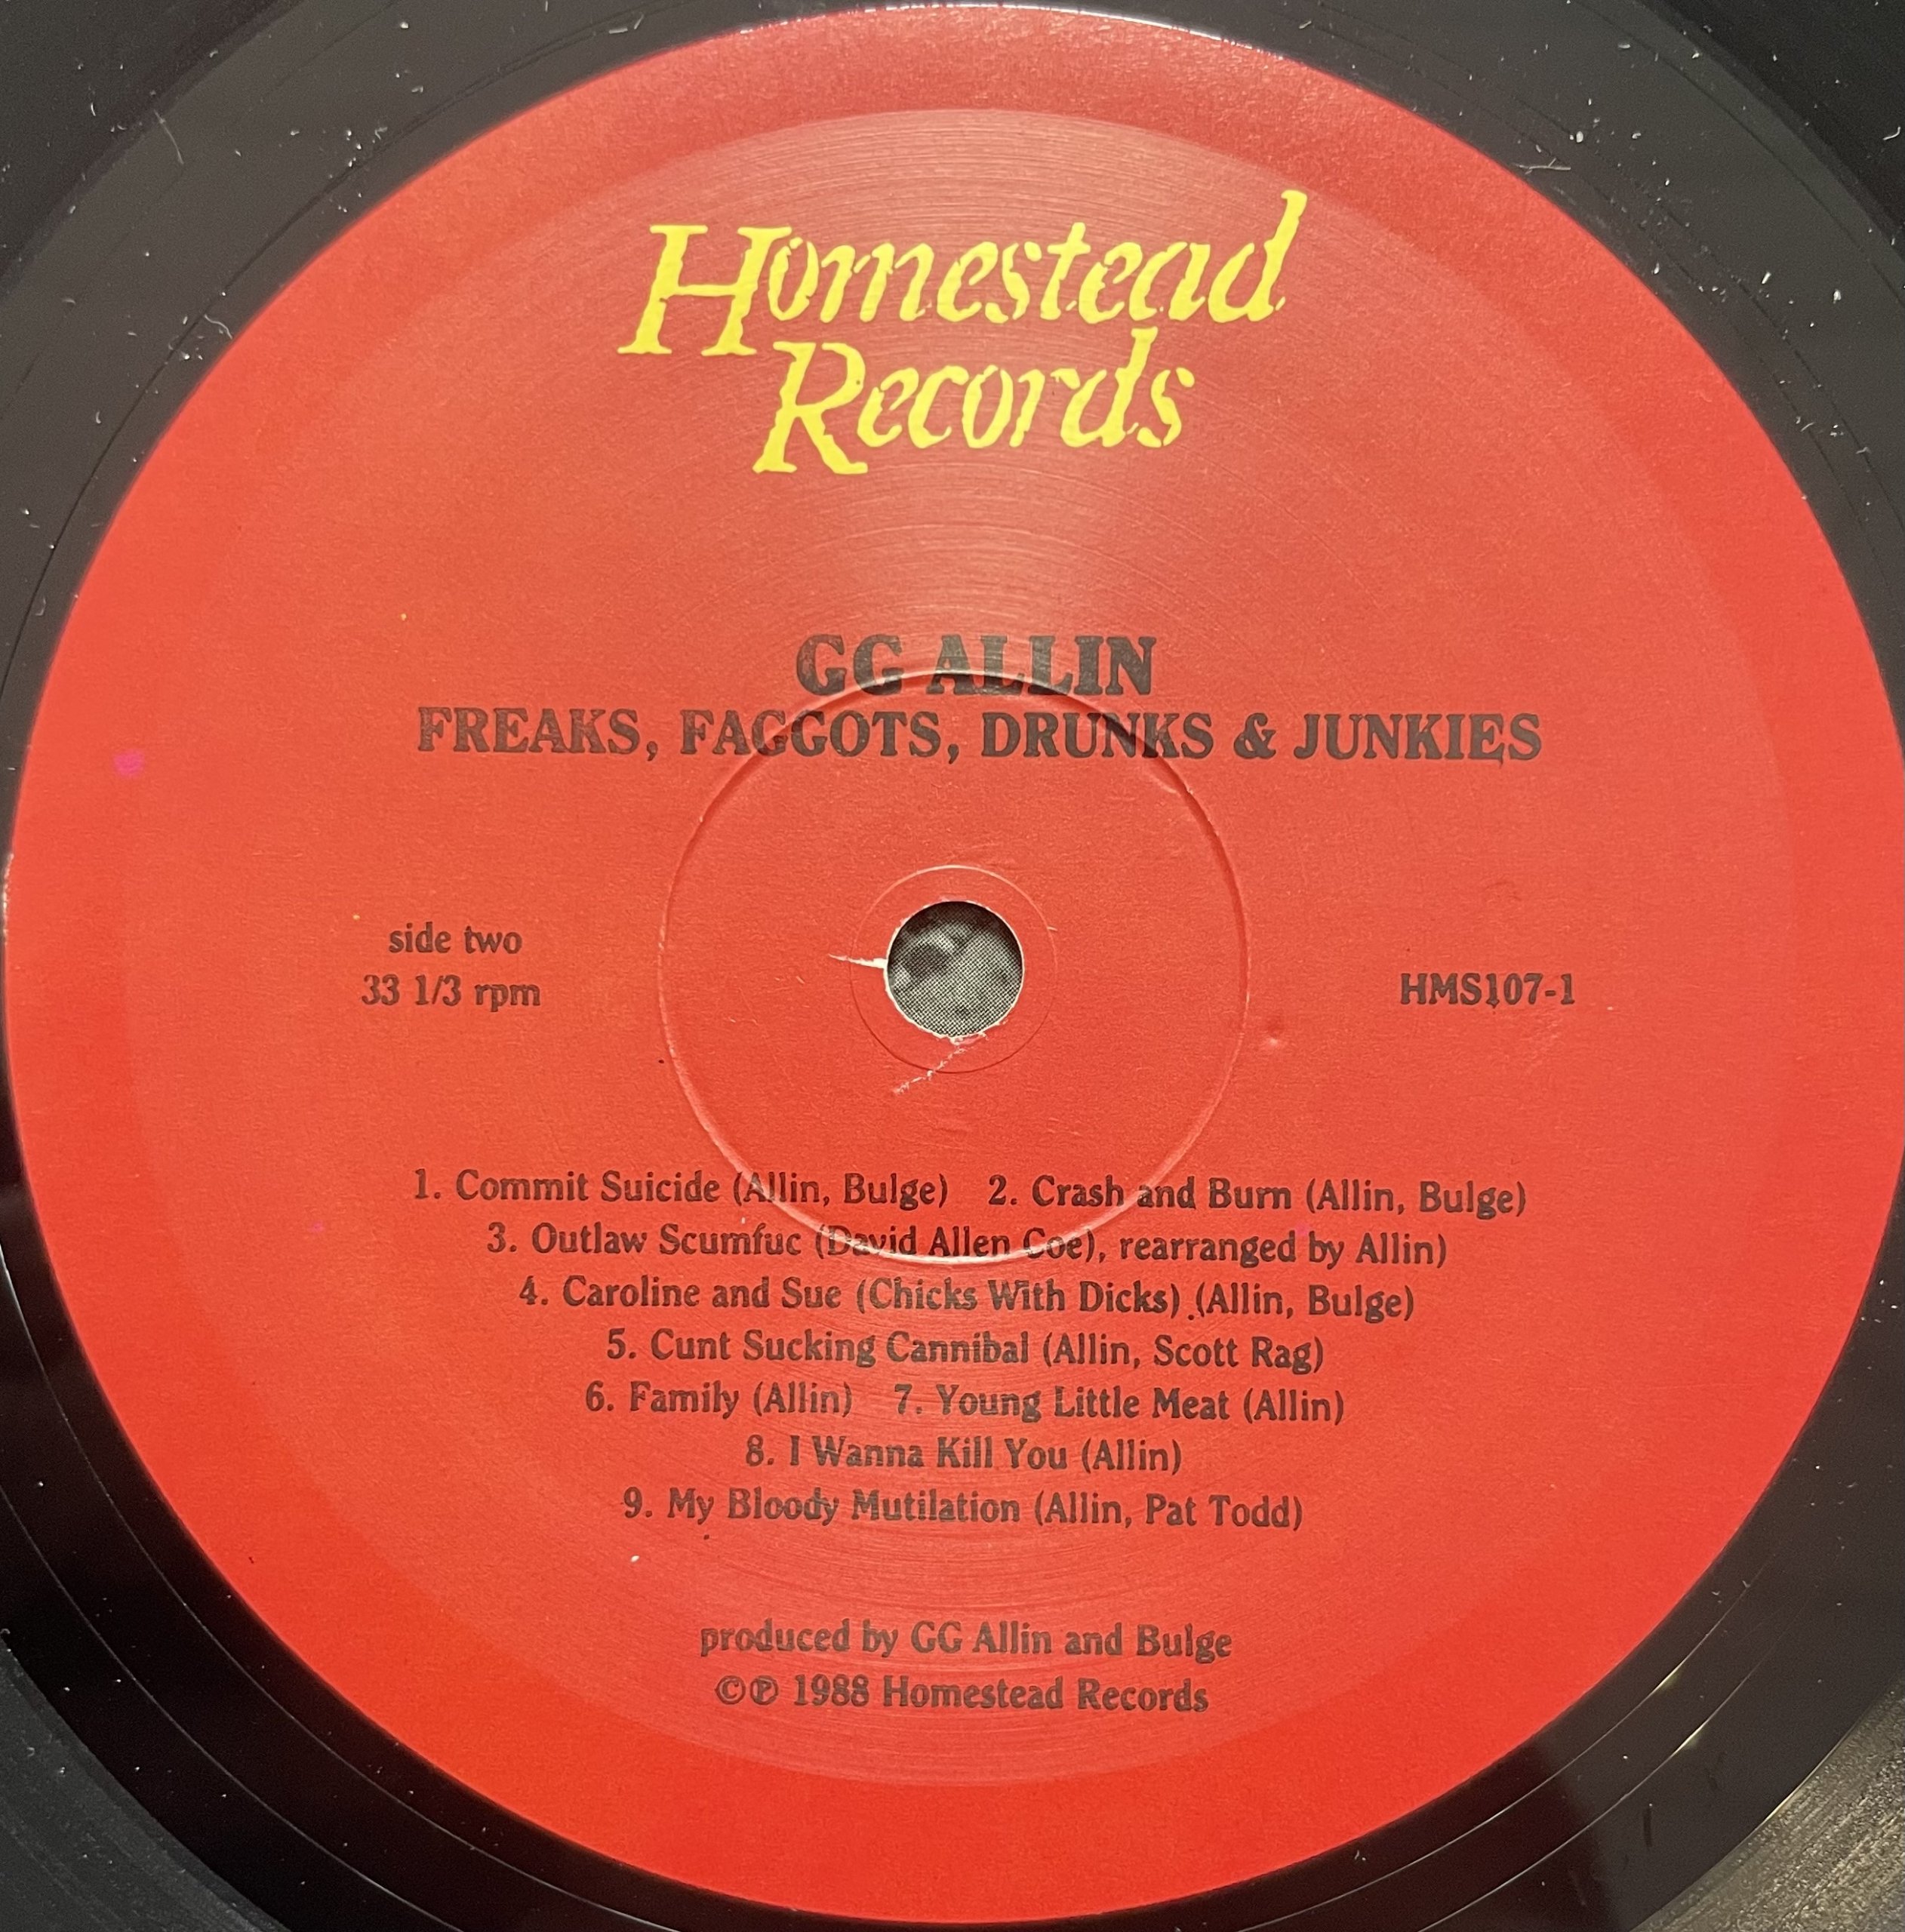 Homestead
Records
GG ALLIN
FREAKS, FAGGOTS, DRUNKS & JUNKIES
side two
33 1/3 rpm
HMS107-1
1. Commit Suicide (Allin, Bulge) 2. Crash and Burn (Allin, Bulge)
3. Outlaw Scumfuc (David Allen Coe), rearranged by Allin)
4. Caroline and Sue (Chicks With Dicks) (Allin, Bulge)
5. Cunt Sucking Cannibal (Allin, Scott Rag)
6. Family (Allin) 7. Young Little Meat (Allin)
8. I Wanna Kill You (Allin)
9. My Bloody Mutilation (Allin, Pat Todd)
produced by GG Allin and Bulge
©℗ 1988 Homestead Records